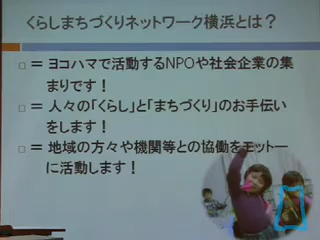 くらしまちづくりネットワーク横浜とは？
□ ＝ ヨコハマで活動するNPOや社会企業の集
まりです！
□ ＝ 人々の「くらし」と「まちづくり」のお手伝い
をします！
□ ＝ 地域の方々や機関等との協働をモットー
に活動します！